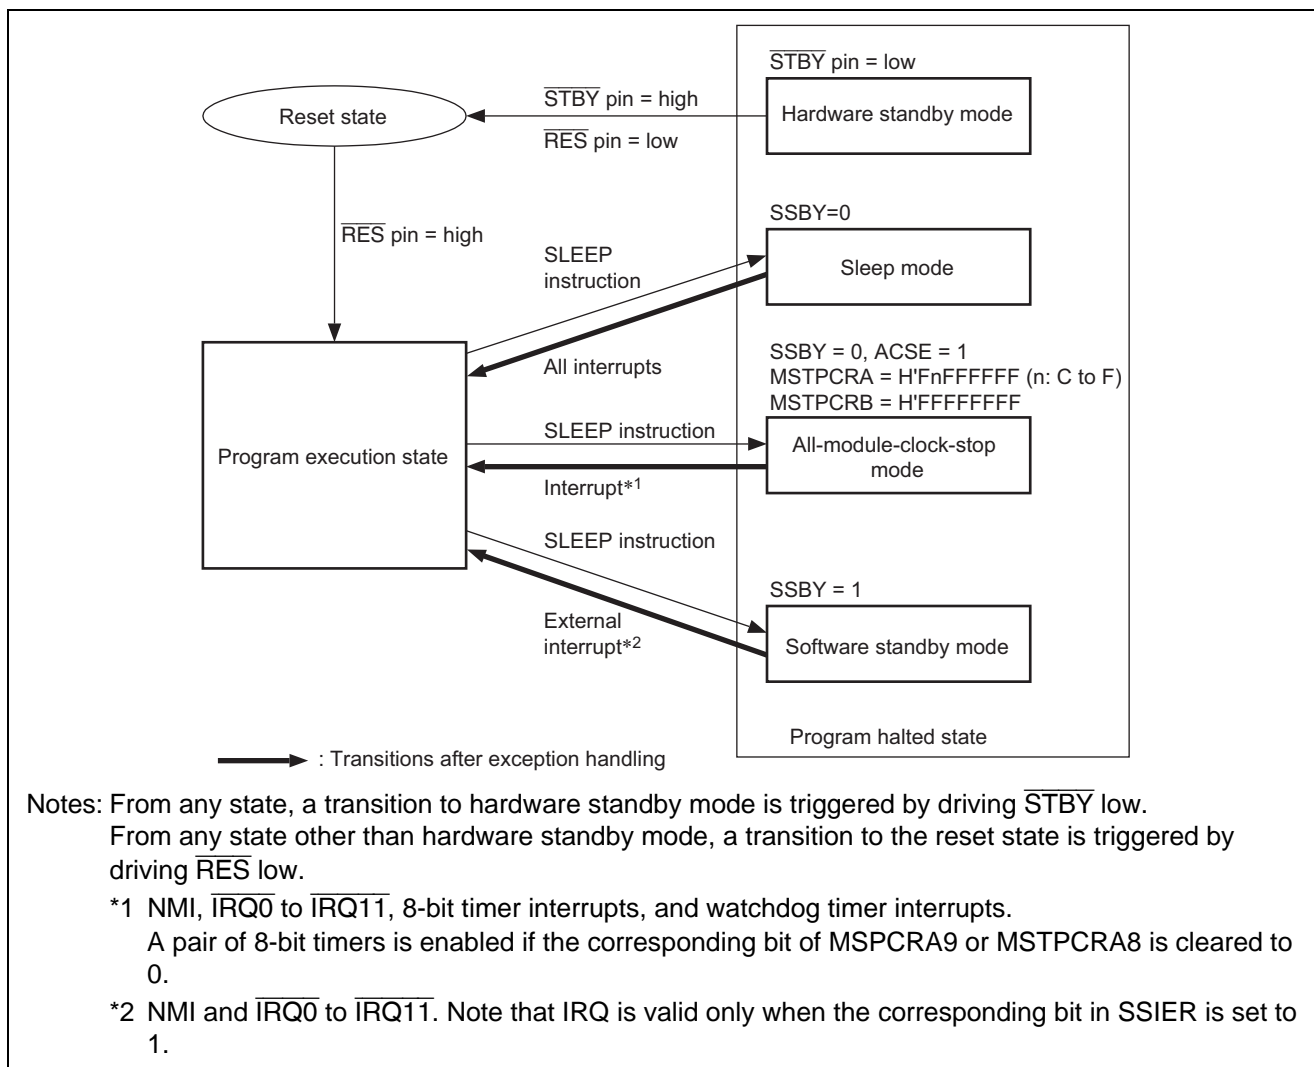 STBY pin = low
Hardware standby mode
STBY pin = high
RES pin = low
Reset state
RES pin = high
SSBY=0
Sleep mode
SLEEP
instruction
All interrupts
SSBY = 0, ACSE = 1
MSTPCRA = H'FnFFFFFF (n: C to F)
MSTPCRB = H'FFFFFFFF
All-module-clock-stop
mode
SLEEP instruction
Interrupt*1
Program execution state
SLEEP instruction
SSBY = 1
Software standby mode
External
interrupt*2
Program halted state
: Transitions after exception handling
Notes: From any state, a transition to hardware standby mode is triggered by driving STBY low.
From any state other than hardware standby mode, a transition to the reset state is triggered by
driving RES low.
*1 NMI, IRQ0 to IRQ11, 8-bit timer interrupts, and watchdog timer interrupts.
A pair of 8-bit timers is enabled if the corresponding bit of MSPCRA9 or MSTPCRA8 is cleared to
0.
*2 NMI and IRQ0 to IRQ11. Note that IRQ is valid only when the corresponding bit in SSIER is set to
1.